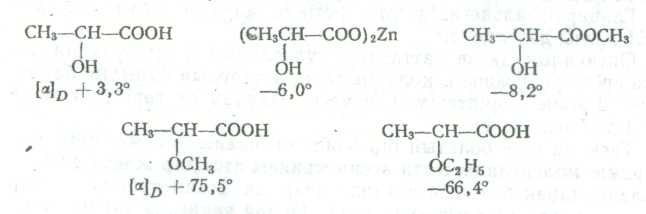 CH₃—CH—COOH (CH₃CH—COO)₂Zn CH₃—CH—COOCH₃
OH OH OH
[α]D + 3,3° —6,0° —8,2°
CH₃—CH—COOH CH₃—CH—COOH
OCH₃ OC₂H₅
[α]D + 75,5° —66,4°